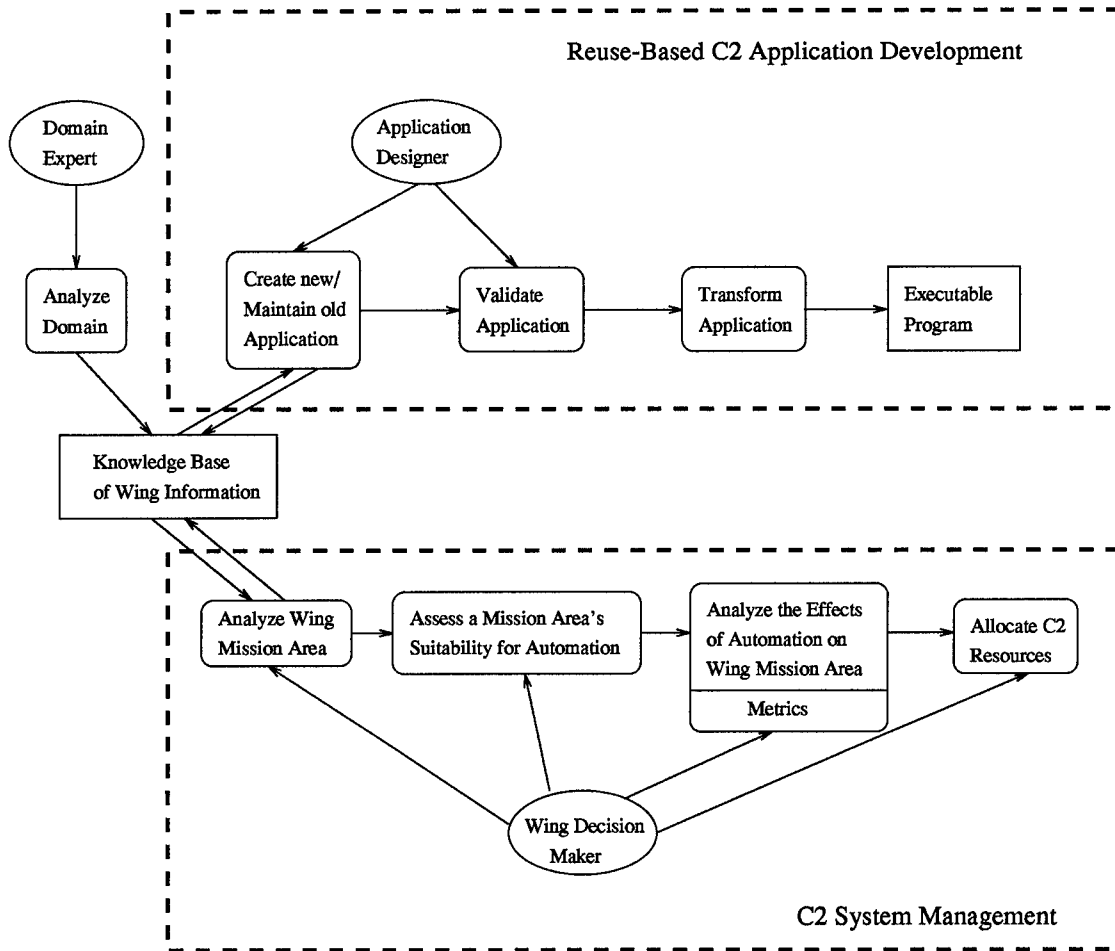 Reuse-Based C2 Application Development
Domain
Expert
Application
Designer
Analyze
Domain
Create new/
Maintain old
Application
Validate
Application
Transform
Application
Executable
Program
Knowledge Base
of Wing Information
Analyze Wing
Mission Area
Assess a Mission Area's
Suitability for Automation
Analyze the Effects
of Automation on
Wing Mission Area
Metrics
Allocate C2
Resources
Wing Decision
Maker
C2 System Management